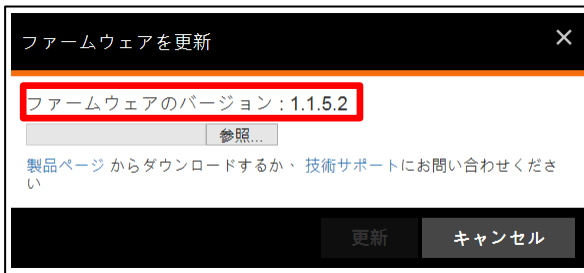 ファームウェアを更新
ファームウェアのバージョン : 1.1.5.2
参照...
製品ページ からダウンロードするか、 技術サポートにお問い合わせくださ
い
更新 キャンセル